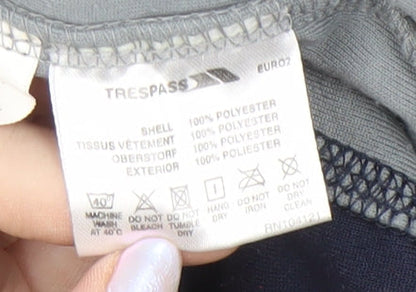 TRESPASS EURO2
SHELL 100% POLYESTER
TISSUS VÊTEMENT 100% POLYESTER
OBERSTOFF 100% POLYESTER
EXTERIOR 100% POLIESTER
40°
MACHINE WASH AT 40°C
DO NOT BLEACH
DO NOT TUMBLE DRY
HANG DRY
DO NOT IRON
DO NOT DRY CLEAN